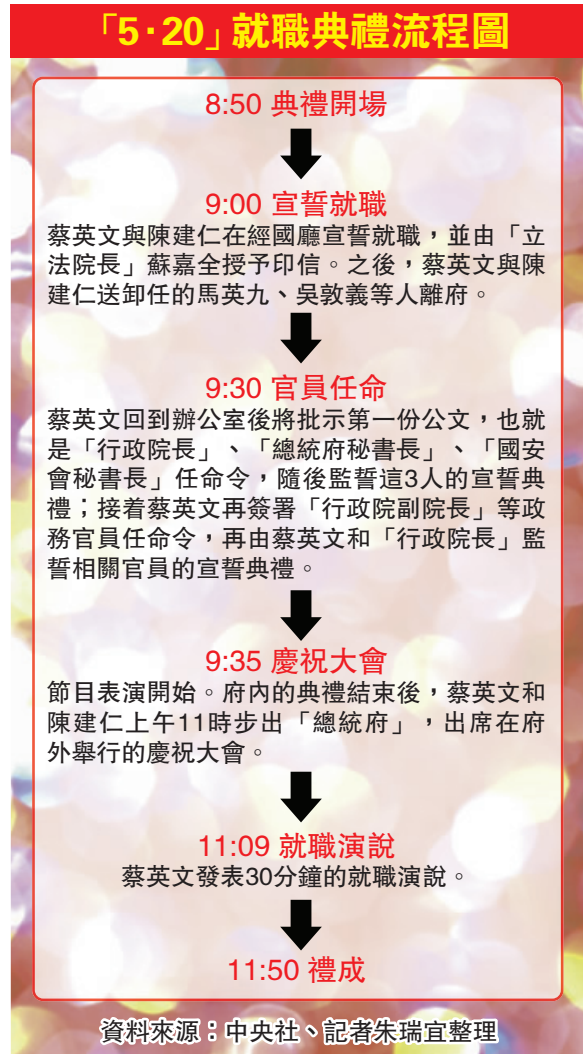 「5·20」就職典禮流程圖
8:50 典禮開場
9:00 宣誓就職
蔡英文與陳建仁在經國廳宣誓就職，並由「立
法院長」蘇嘉全授予印信。之後，蔡英文與陳
建仁送卸任的馬英九、吳敦義等人離府。
9:30 官員任命
蔡英文回到辦公室後將批示第一份公文，也就
是「行政院長」、「總統府秘書長」、「國安
會秘書長」任命令，隨後監誓這3人的宣誓典
禮；接着蔡英文再簽署「行政院副院長」等政
務官員任命令，再由蔡英文和「行政院長」監
誓相關官員的宣誓典禮。
9:35 慶祝大會
節目表演開始。府內的典禮結束後，蔡英文和
陳建仁上午11時步出「總統府」，出席在府
外舉行的慶祝大會。
11:09 就職演說
蔡英文發表30分鐘的就職演說。
11:50 禮成
資料來源：中央社、記者朱瑞宜整理